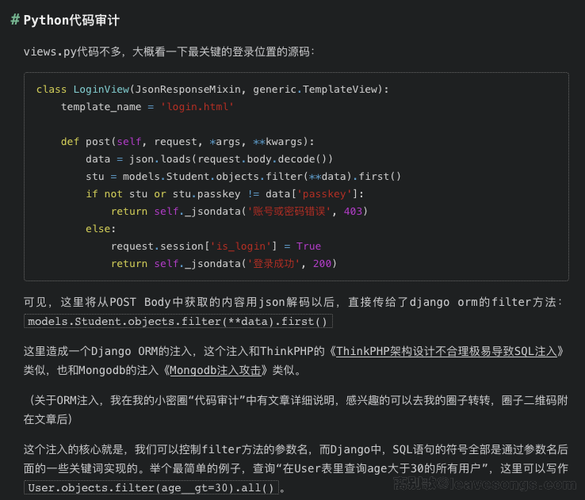 #Python代码审计
views.py代码不多，大概看一下最关键的登录位置的源码：
class LoginView(JsonResponseMixin, generic.TemplateView):
template_name = 'login.html'
def post(self, request, *args, **kwargs):
data = json.loads(request.body.decode())
stu = models.Student.objects.filter(**data).first()
if not stu or stu.passkey != data['passkey']:
return self._jsondata('账号或密码错误', 403)
else:
request.session['is_login'] = True
return self._jsondata('登录成功', 200)
可见，这里将从POST Body中获取的内容用json解码以后，直接传给了django orm的filter方法：
models.Student.objects.filter(**data).first()
这里造成一个Django ORM的注入，这个注入和ThinkPHP的《ThinkPHP架构设计不合理极易导致SQL注入》
类似，也和Mongodb的注入《Mongodb注入攻击》类似。
（关于ORM注入，我在我的小密圈“代码审计”中有文章详细说明，感兴趣的可以去我的圈子转转，圈子二维码附
在文章后）
这个注入的核心就是，我们可以控制filter方法的参数名，而Django中，SQL语句的符号全部是通过参数名后
面的一些关键词实现的。举个最简单的例子，查询“在User表里查询age大于30的所有用户”，这里可以写作
User.objects.filter(age__gt=30).all()。
leavesongs.com